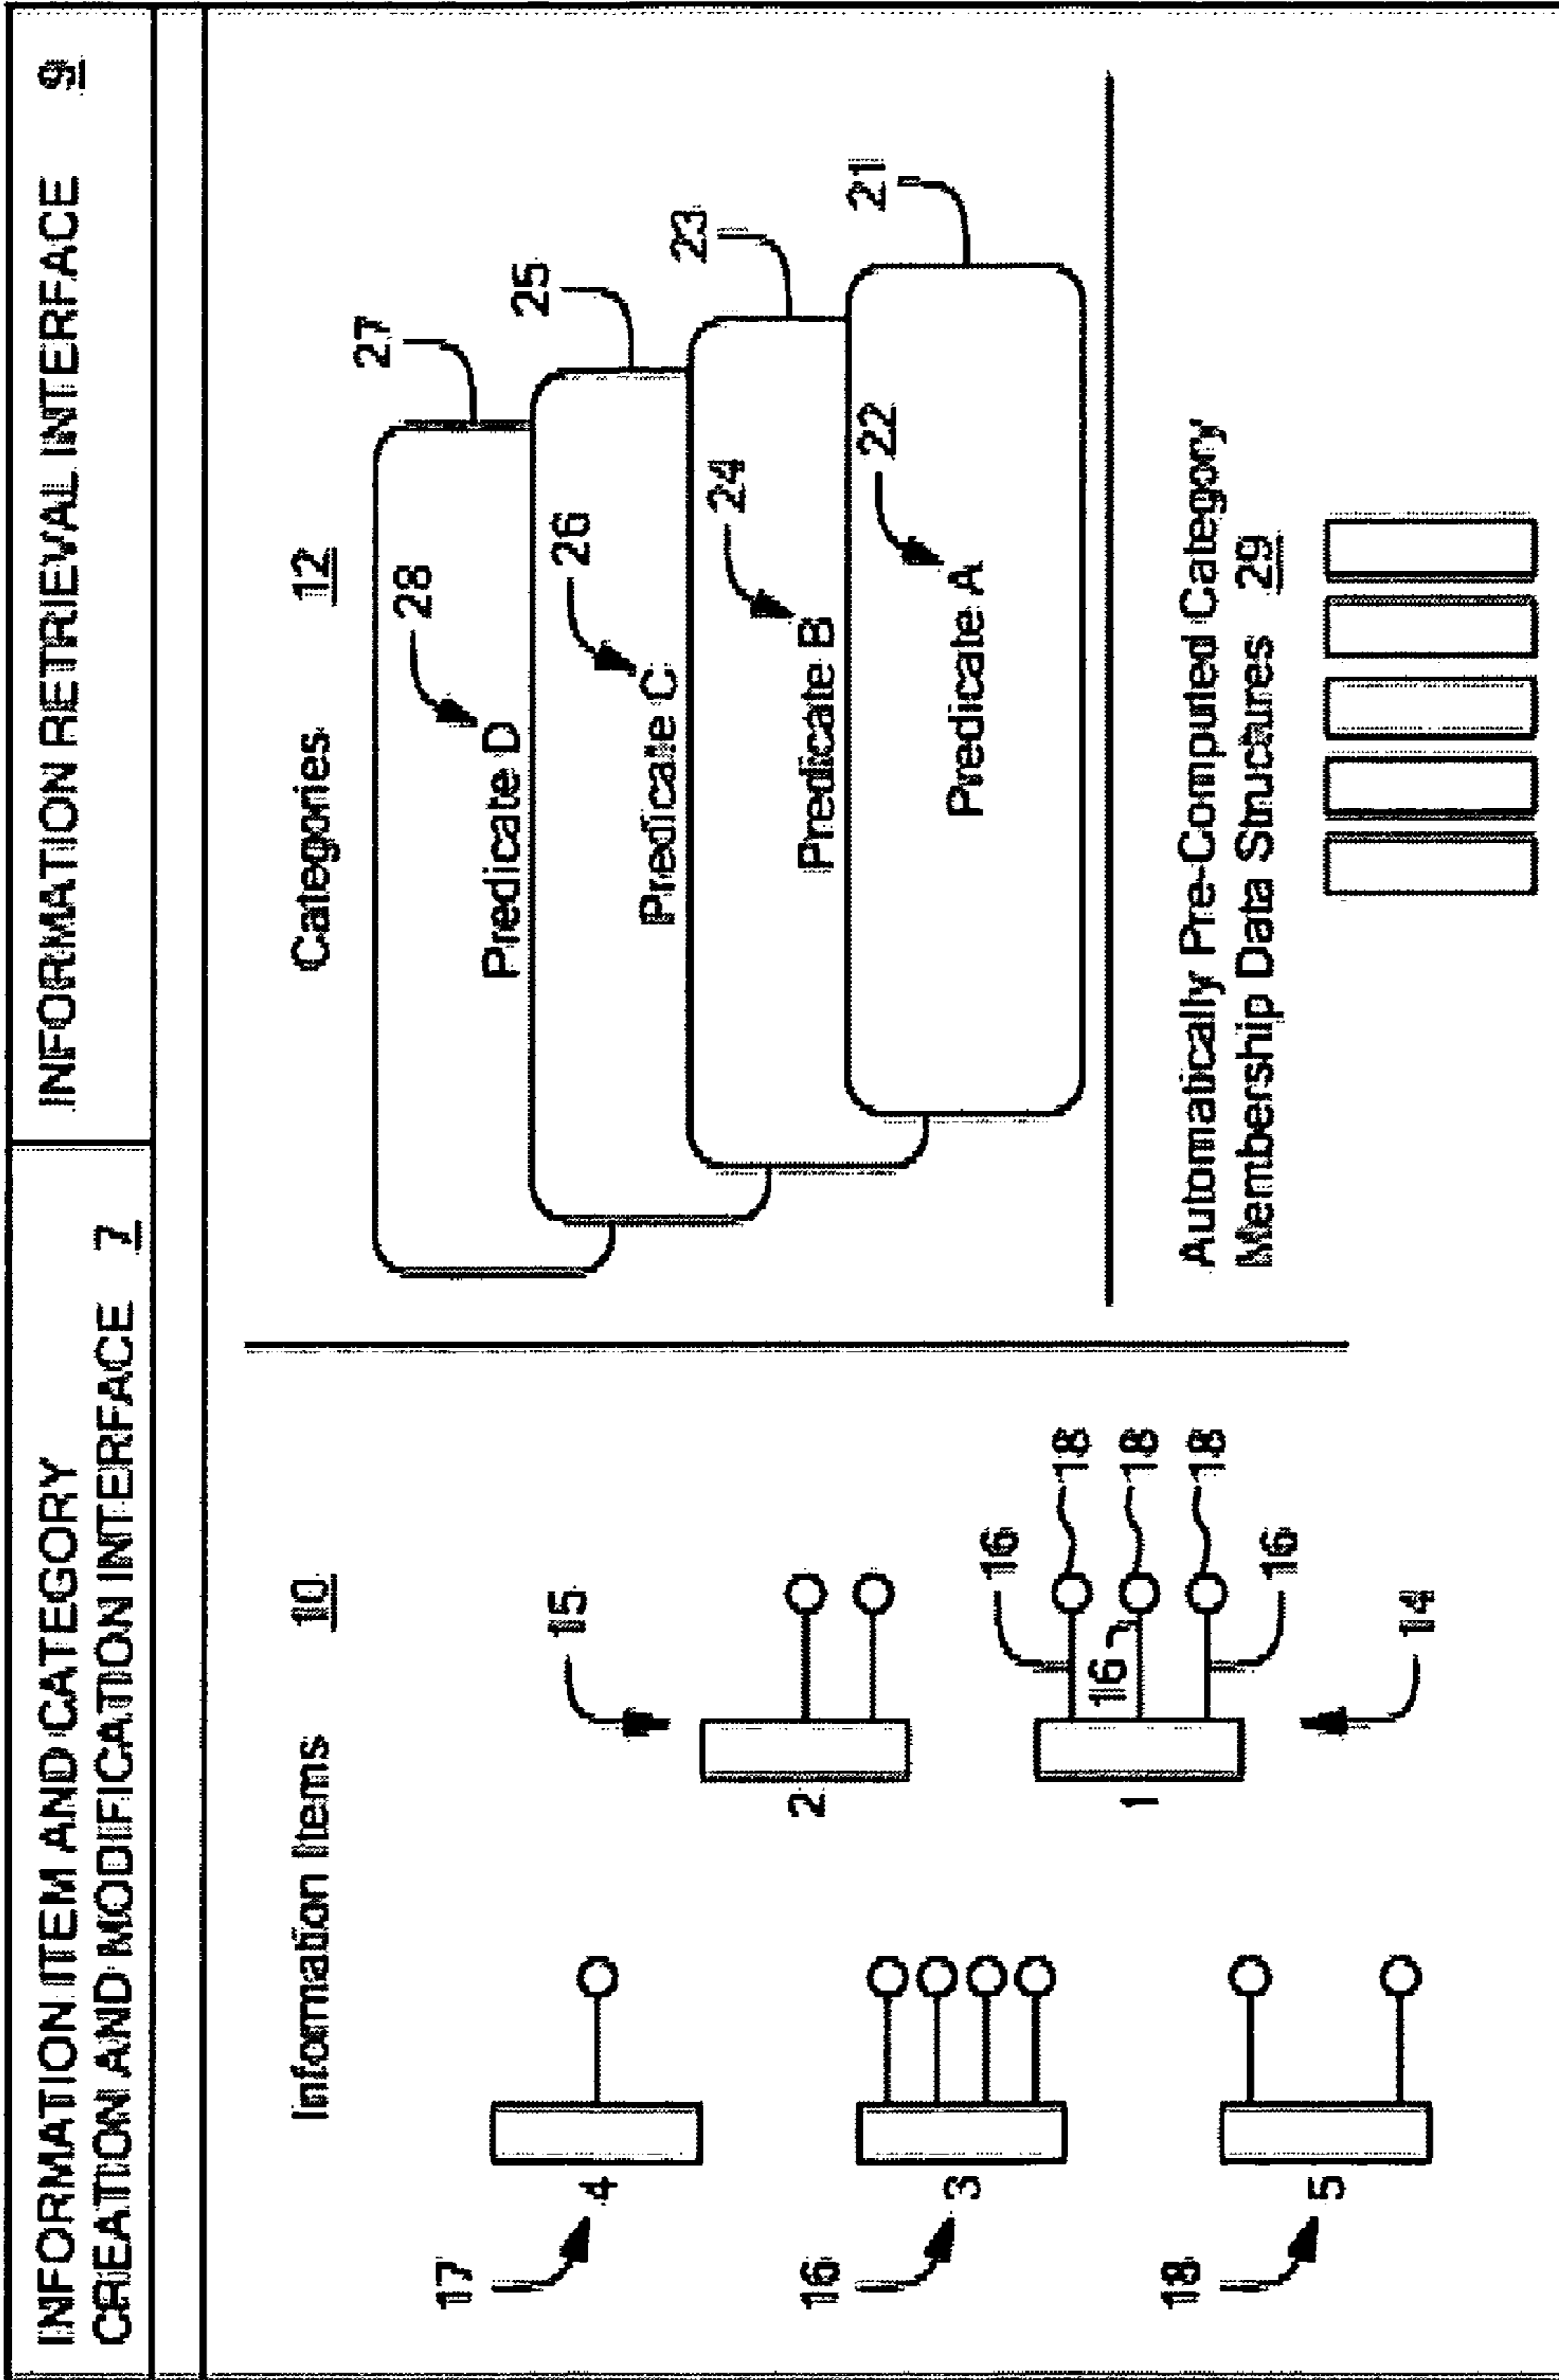 INFORMATION ITEM AND CATEGORY
CREATION AND MODIFICATION INTERFACE 7
INFORMATION RETRIEVAL INTERFACE 9
Information Items 10
17
4
16
3
18
5
15
2
16
18
16
18
18
16
1
14
Categories 12
27
28
Predicate D
25
26
Predicate C
23
24
Predicate B
21
22
Predicate A
Automatically Pre-Computed Category
Membership Data Structures 29